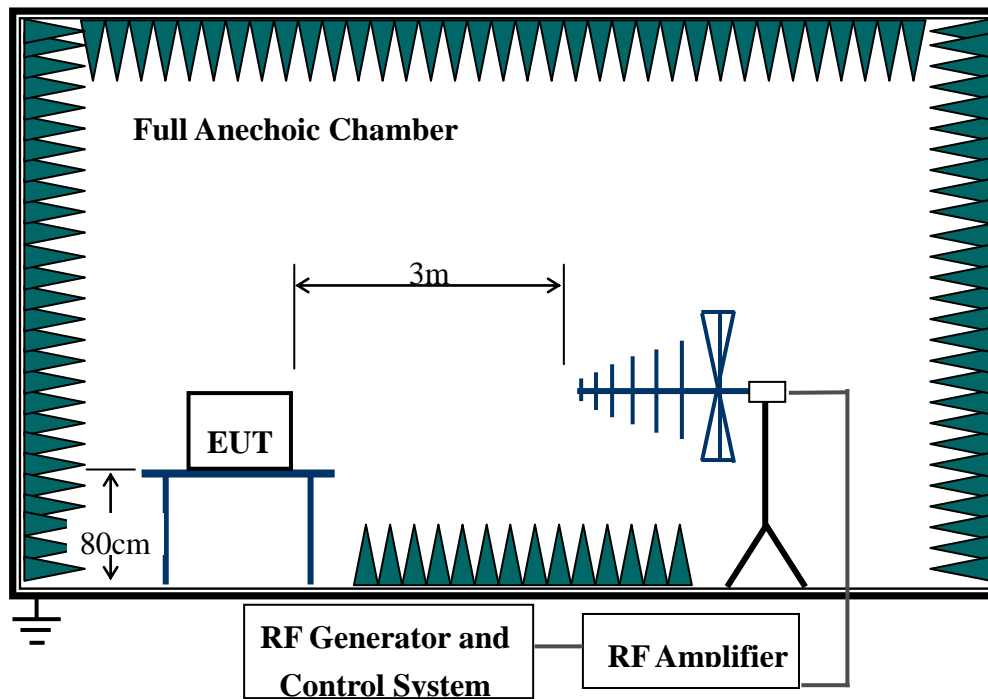 Full Anechoic Chamber
3m
EUT
80cm
RF Generator and
Control System
RF Amplifier